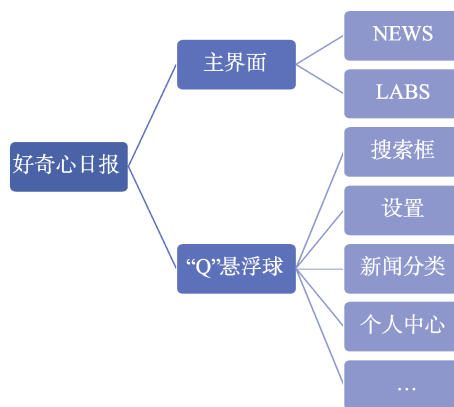 好奇心日报
主界面
NEWS
LABS
“Q”悬浮球
搜索框
设置
新闻分类
个人中心
…